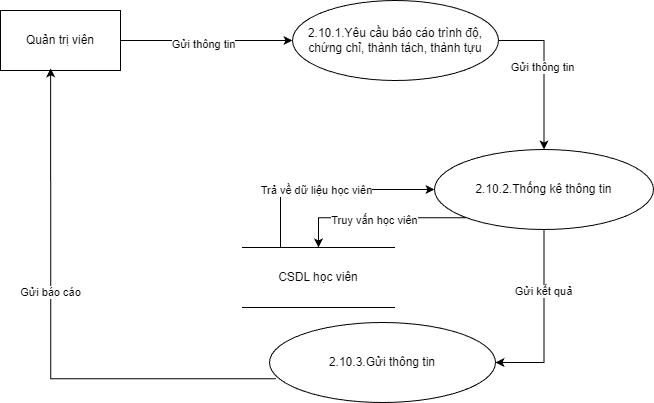 Quản trị viên
Gửi thông tin
2.10.1.Yêu cầu báo cáo trình độ,
chứng chỉ, thành tách, thành tựu
Gửi thông tin
Trả về dữ liệu học viên
2.10.2.Thống kê thông tin
Truy vấn học viên
CSDL học viên
Gửi báo cáo
Gửi kết quả
2.10.3.Gửi thông tin